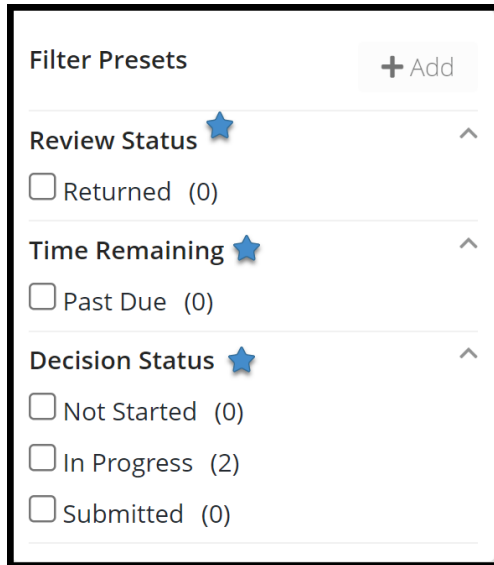 Filter Presets
+ Add
Review Status
Returned (0)
Time Remaining
Past Due (0)
Decision Status
Not Started (0)
In Progress (2)
Submitted (0)